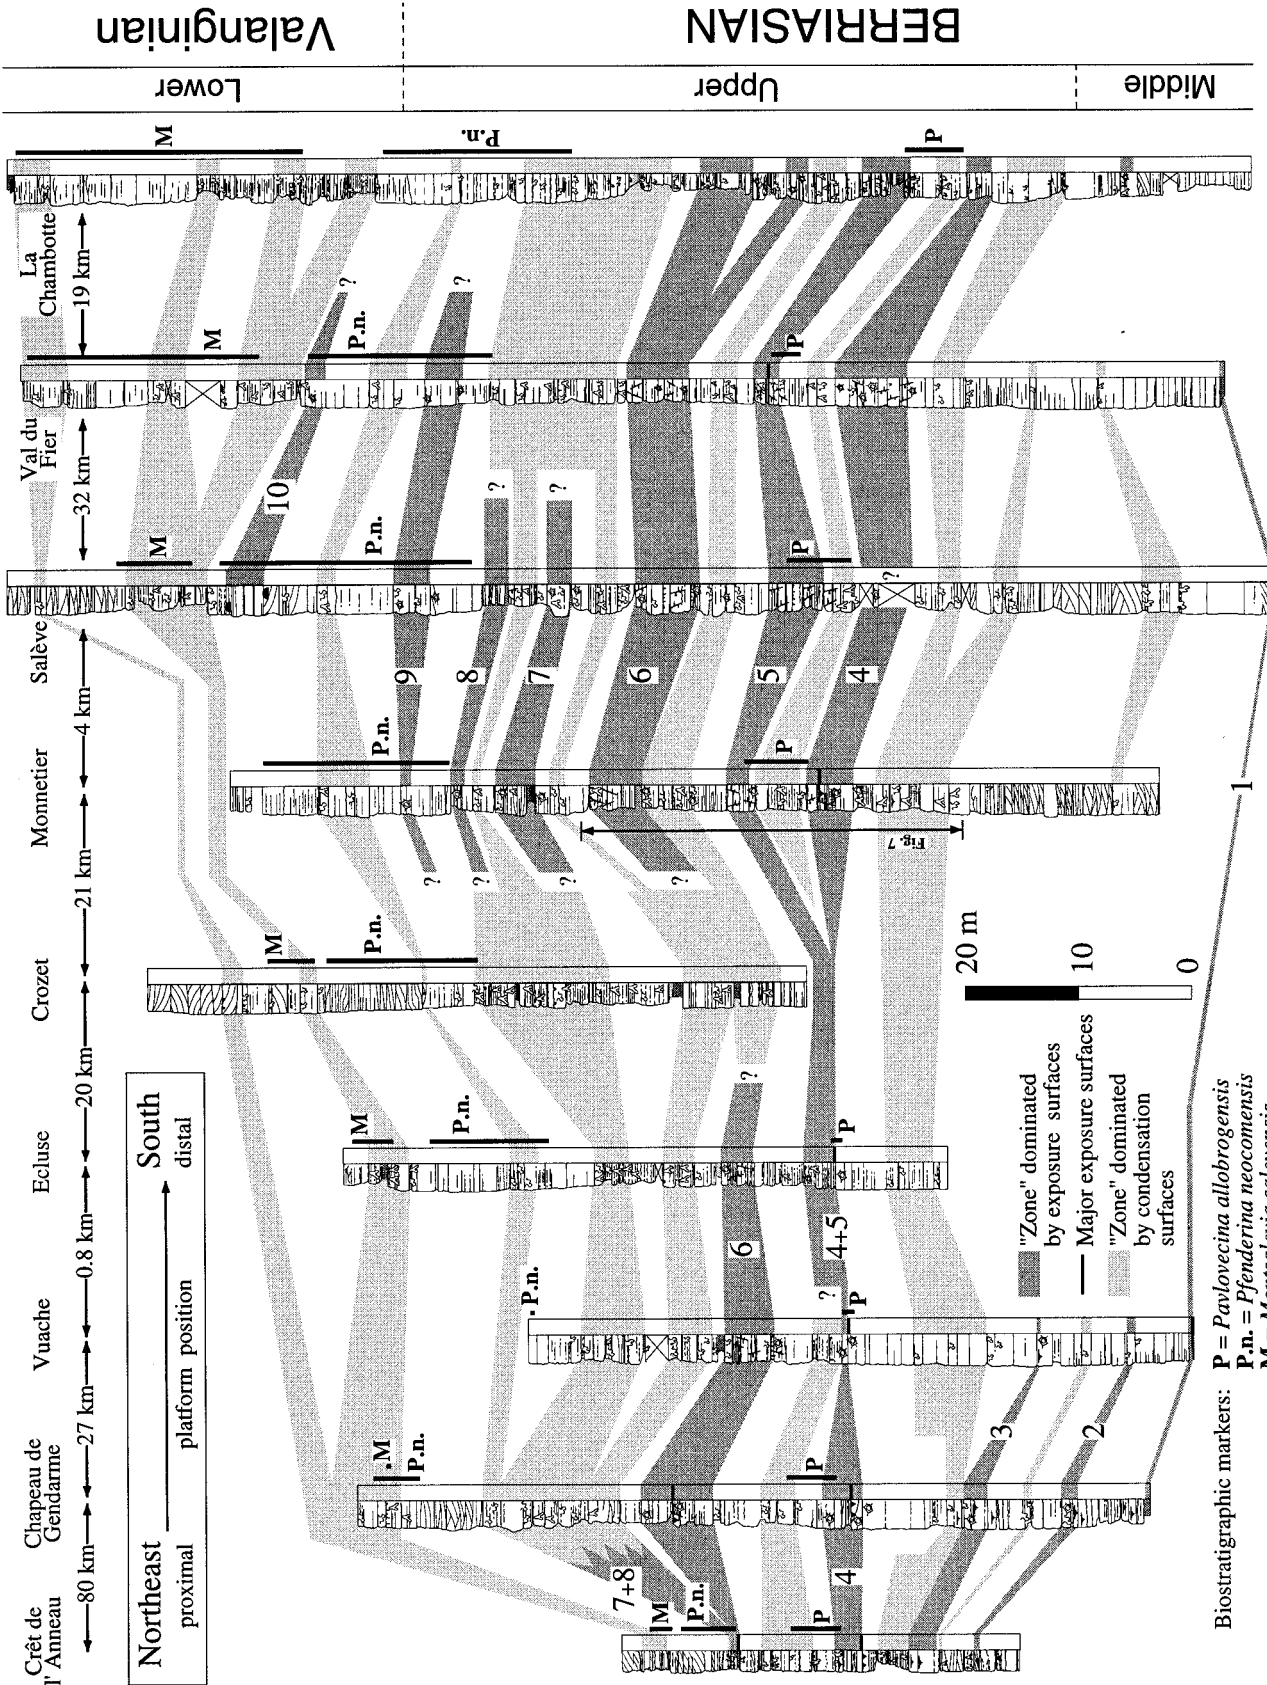 Crêt de
l' Anneau
Chapeau de
Gendarme
Vuache
Ecluse
Crozet
Monnetier
Salève
Val du
Fier
La
Chambotte
80 km
27 km
0.8 km
20 km
21 km
4 km
32 km
19 km
Northeast
South
proximal
platform position
distal
Valanginian
BERRIASIAN
Lower
Upper
Middle
M
P.n.
P
M
P.n.
P
M
P.n.
P
P.n.
P
M
P.n.
M
P.n.
P
P.n.
P
M
P.n.
P
M
P.n.
P
10
9
8
7
6
5
4
?
?
?
?
?
?
?
?
?
?
Fig. 7
6
?
4+5
?
7+8
4
3
2
1
20 m
10
0
"Zone" dominated
by exposure surfaces
Major exposure surfaces
"Zone" dominated
by condensation
surfaces
Biostratigraphic markers:
P = Pavlovecina allobrogensis
P.n. = Pfenderina neocomensis